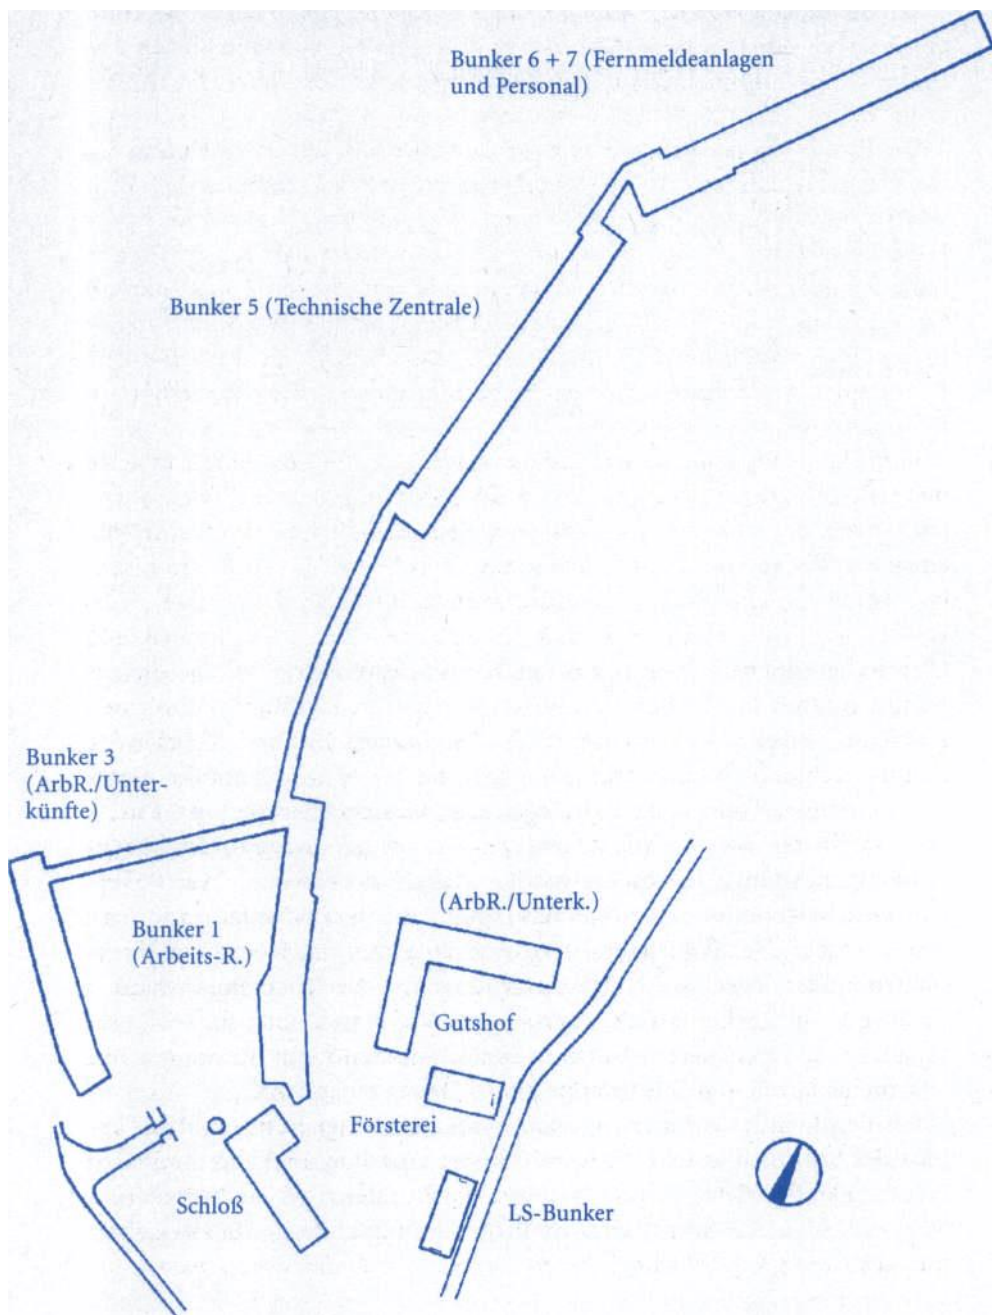 Bunker 6 + 7 (Fernmeldeanlagen
und Personal)
Bunker 5 (Technische Zentrale)
Bunker 3
(ArbR./Unter-
künfte)
Bunker 1
(Arbeits-R.)
(ArbR./Unterk.)
Gutshof
Försterei
Schloß
LS-Bunker